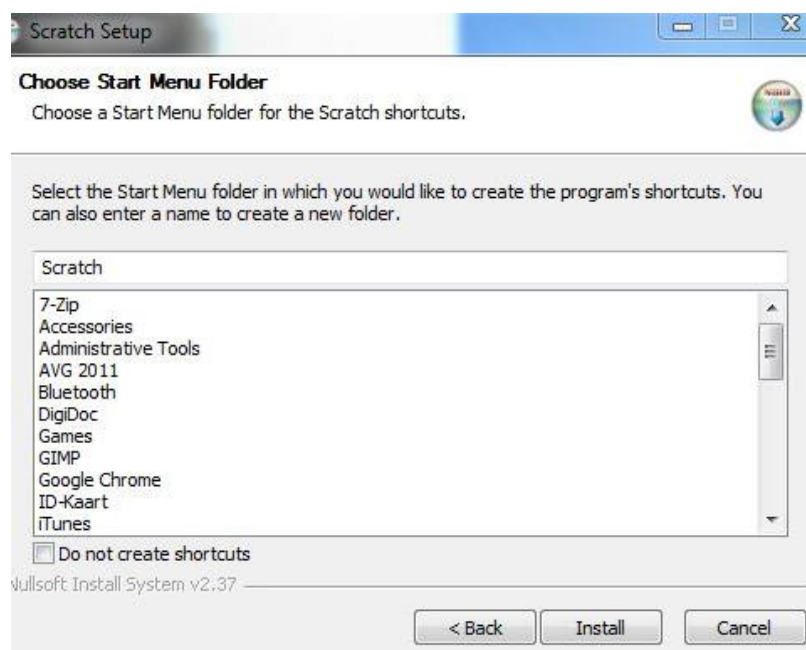 Scratch Setup
Choose Start Menu Folder
Choose a Start Menu folder for the Scratch shortcuts.
Select the Start Menu folder in which you would like to create the program's shortcuts. You
can also enter a name to create a new folder.
Scratch
7-Zip
Accessories
Administrative Tools
AVG 2011
Bluetooth
DigiDoc
Games
GIMP
Google Chrome
ID-Kaart
iTunes
Do not create shortcuts
Nullsoft Install System v2.37
< Back
Install
Cancel